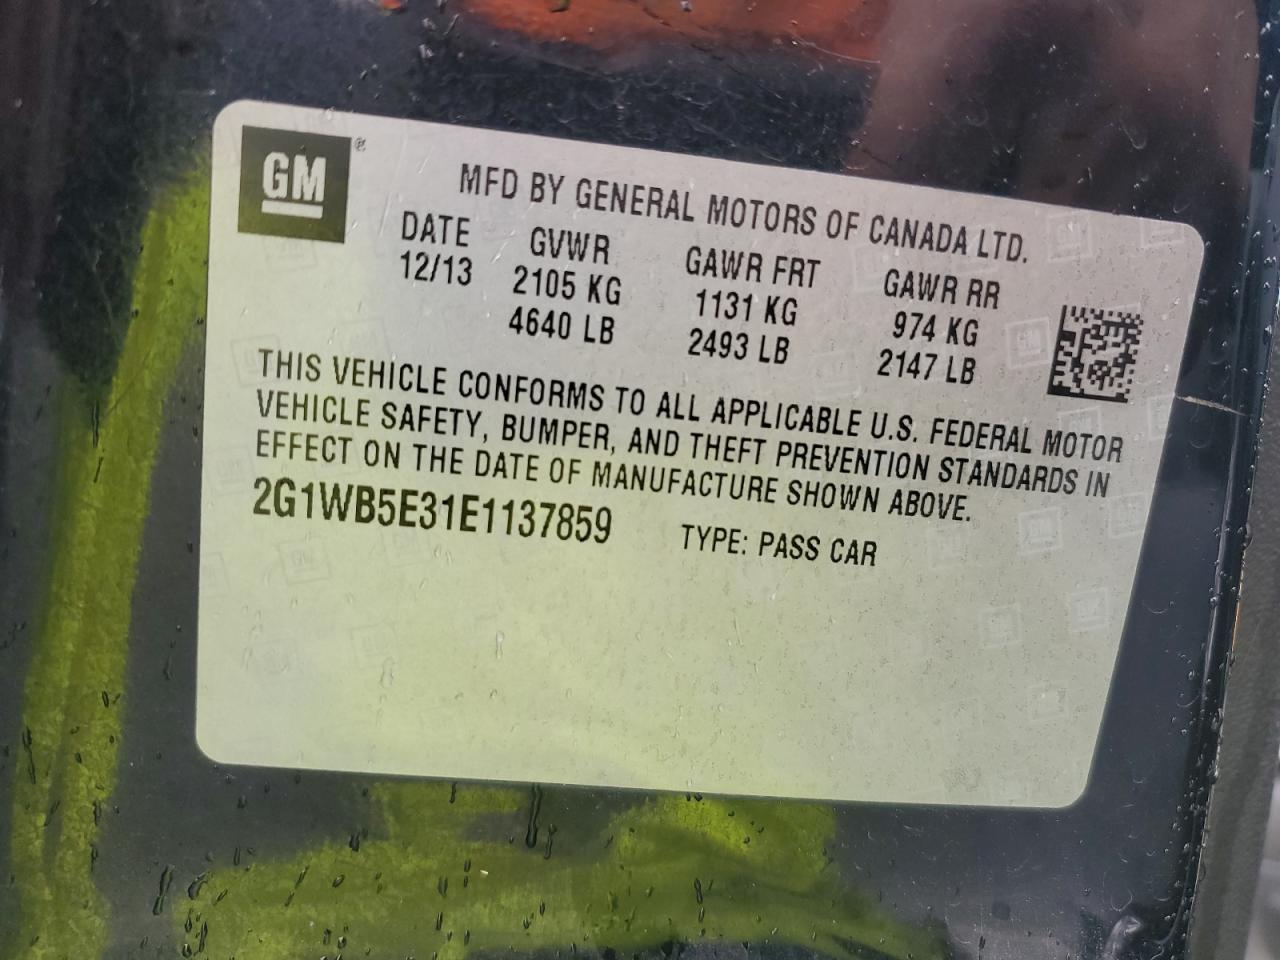 GM®
MFD BY GENERAL MOTORS OF CANADA LTD.
DATE GVWR GAWR FRT GAWR RR
12/13 2105 KG 1131 KG 974 KG
4640 LB 2493 LB 2147 LB
THIS VEHICLE CONFORMS TO ALL APPLICABLE U.S. FEDERAL MOTOR
VEHICLE SAFETY, BUMPER, AND THEFT PREVENTION STANDARDS IN
EFFECT ON THE DATE OF MANUFACTURE SHOWN ABOVE.
2G1WB5E31E1137859 TYPE: PASS CAR